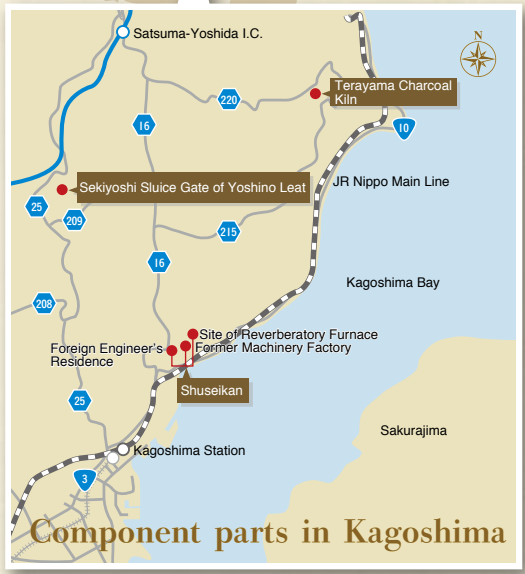 N
Satsuma-Yoshida I.C.
Terayama Charcoal
Kiln
220
16
10
JR Nippo Main Line
Sekiyoshi Sluice Gate of Yoshino Leat
25
209
215
16
Kagoshima Bay
208
Site of Reverberatory Furnace
Foreign Engineer's
Residence
Former Machinery Factory
Shuseikan
25
Sakurajima
Kagoshima Station
3
Component parts in Kagoshima